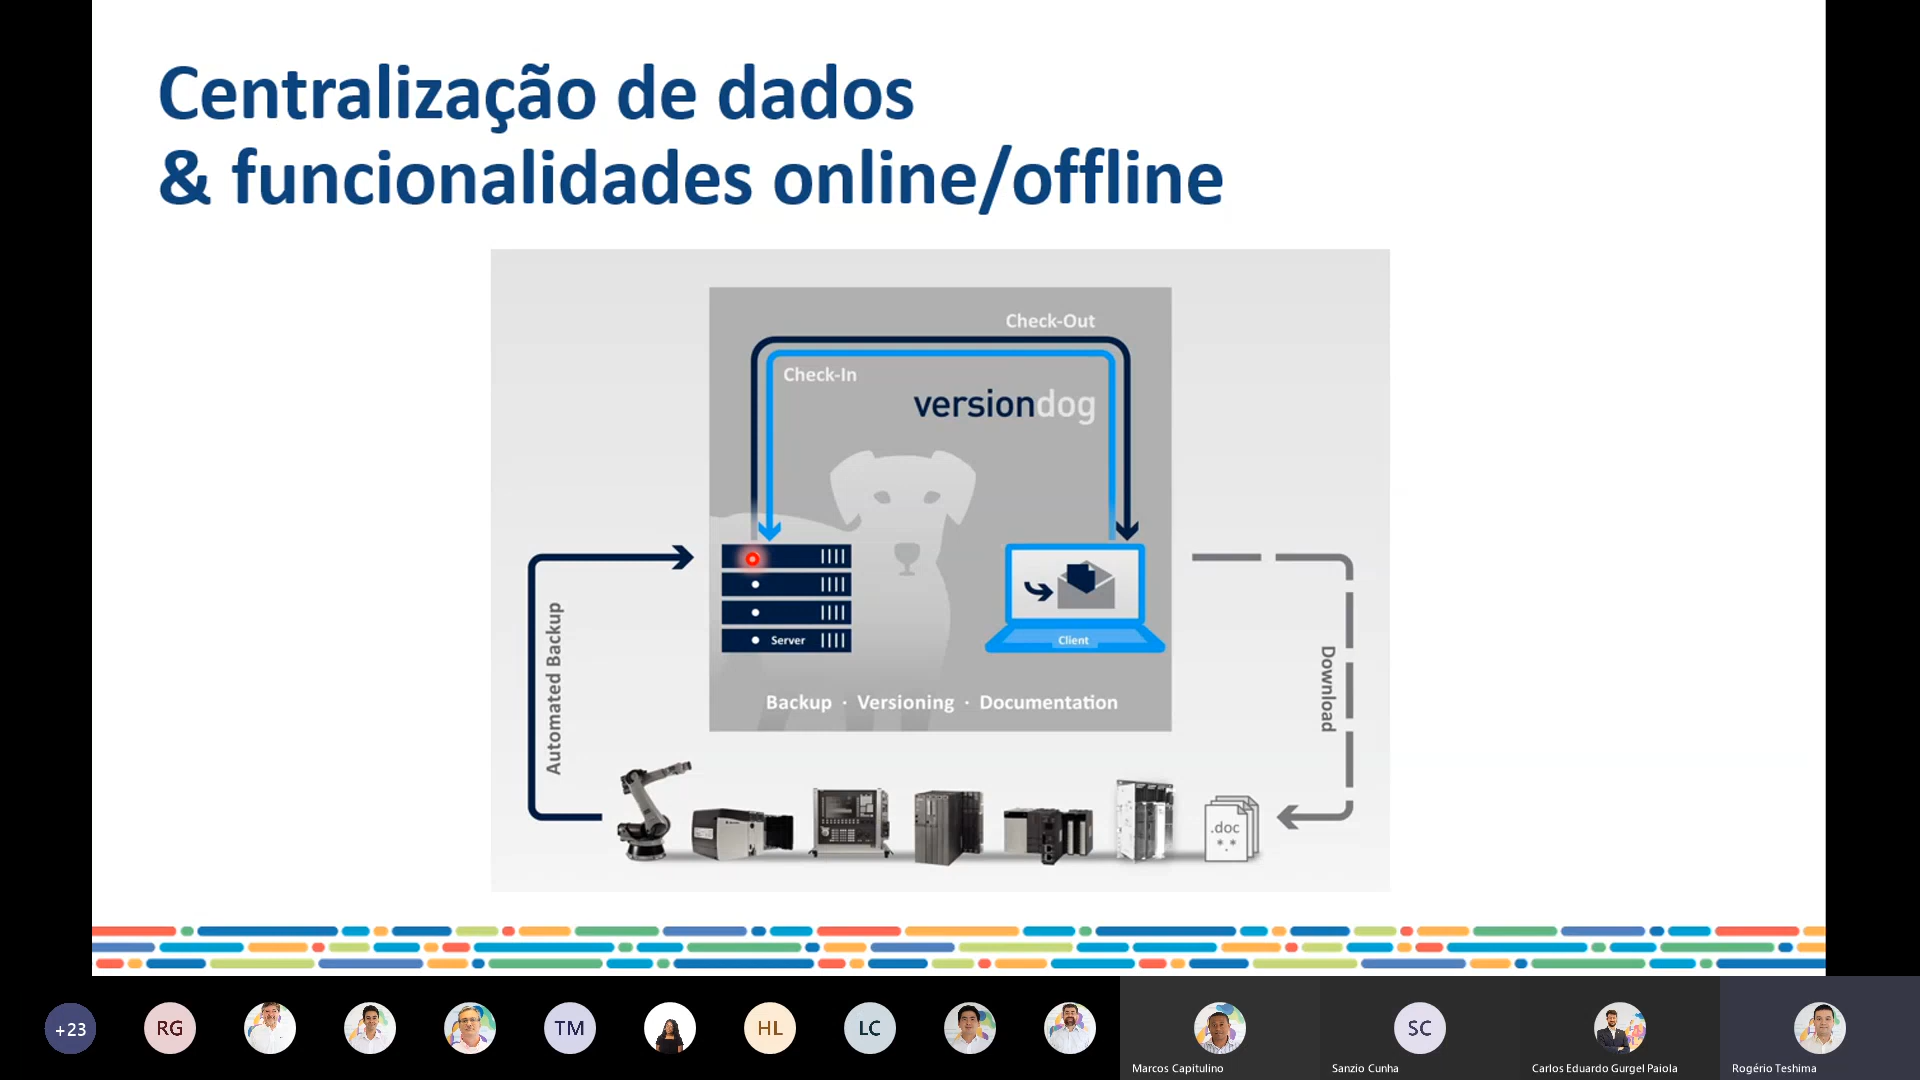 Centralização de dados
& funcionalidades online/offline
Check-Out
Check-In
versiondog
Server
Client
Automated Backup
Download
Backup · Versioning · Documentation
.doc
*.*
+23
RG
TM
HL
LC
SC
Marcos Capitulino
Sanzio Cunha
Carlos Eduardo Gurgel Paiola
Rogério Teshima